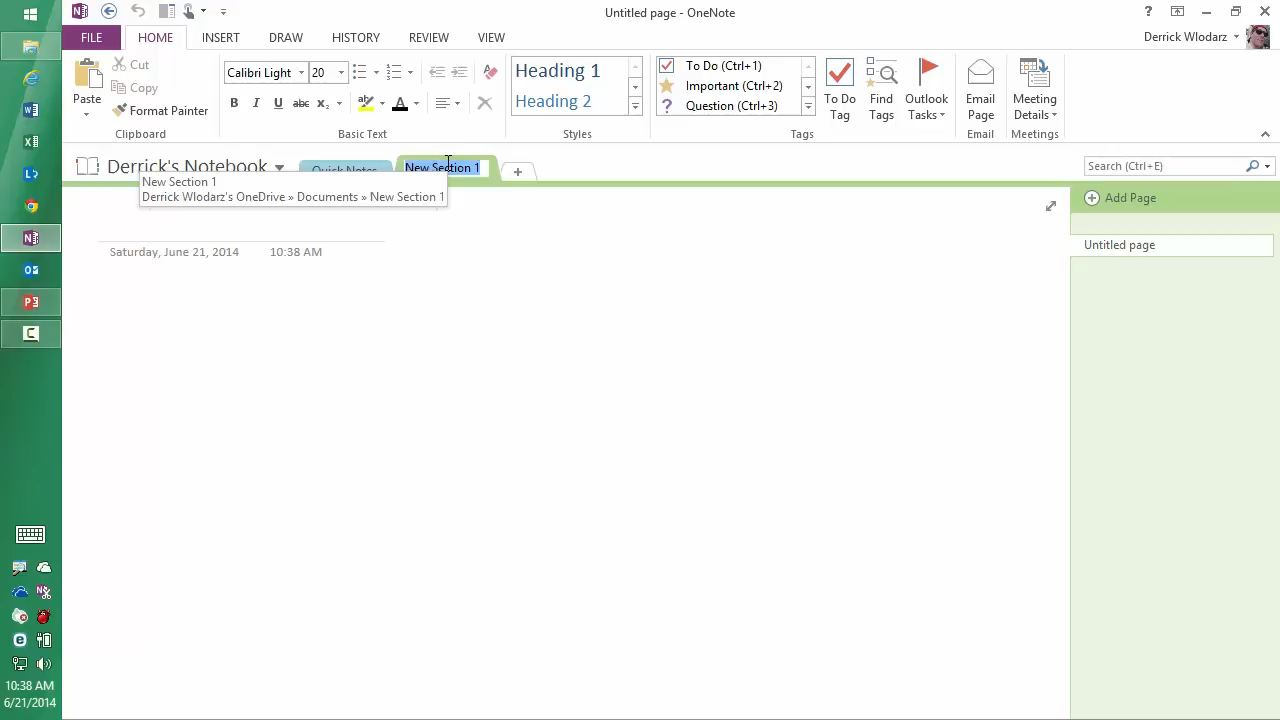 Untitled page - OneNote
FILE
HOME
INSERT
DRAW
HISTORY
REVIEW
VIEW
Derrick Wlodarz
Paste
Cut
Copy
Format Painter
Clipboard
Calibri Light
20
B I U abc x₂
A
Basic Text
Heading 1
Heading 2
Styles
To Do (Ctrl+1)
Important (Ctrl+2)
Question (Ctrl+3)
To Do
Tag
Find
Tags
Outlook
Tasks
Tags
Email
Page
Email
Meeting
Details
Meetings
Derrick's Notebook
Quick Notes
New Section 1
Search (Ctrl+E)
New Section 1
Derrick Wlodarz's OneDrive » Documents » New Section 1
Add Page
Untitled page
Saturday, June 21, 2014 10:38 AM
10:38 AM
6/21/2014